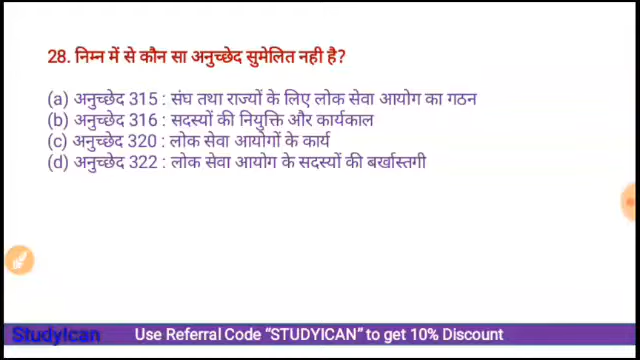 28. निम्न में से कौन सा अनुच्छेद सुमेलित नही है?
(a) अनुच्छेद 315 : संघ तथा राज्यों के लिए लोक सेवा आयोग का गठन
(b) अनुच्छेद 316 : सदस्यों की नियुक्ति और कार्यकाल
(c) अनुच्छेद 320 : लोक सेवा आयोगों के कार्य
(d) अनुच्छेद 322 : लोक सेवा आयोग के सदस्यों की बर्खास्तगी
StudyIcan Use Referral Code “STUDYICAN” to get 10% Discount